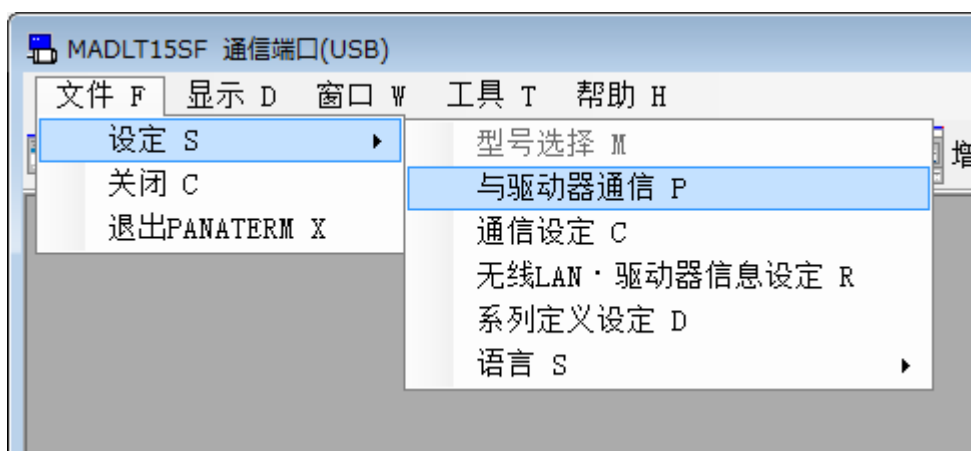 MADLT15SF 通信端口(USB)
文件 F 显示 D 窗口 W 工具 T 帮助 H
设定 S
关闭 C
退出PANATERM X
型号选择 M
与驱动器通信 P
通信设定 C
无线LAN·驱动器信息设定 R
系列定义设定 D
语言 S
增